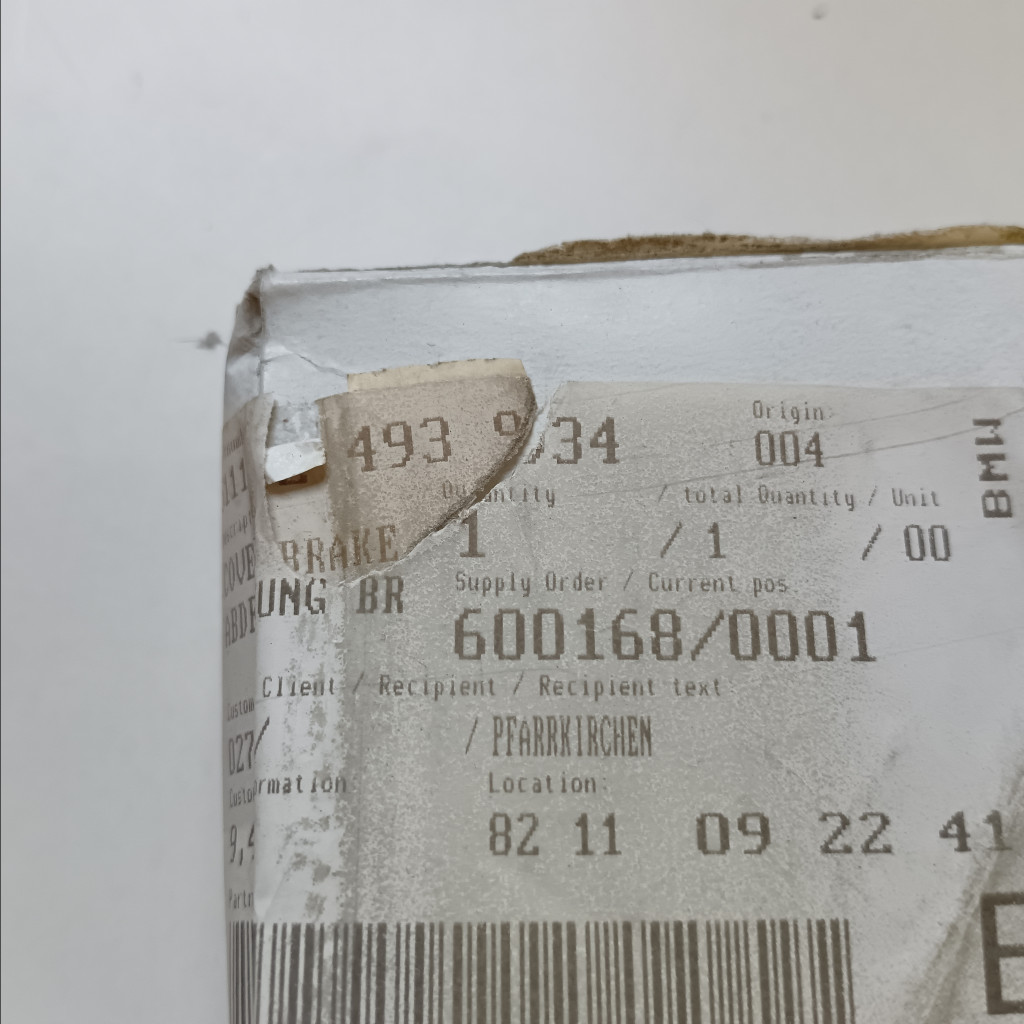 Origin:
493 9 34 004 BMW
Quantity / total Quantity / Unit
BRAKE 1 / 1 / 00
UNG BR Supply Order / Current pos
600168/0001
Client / Recipient / Recipient text
027/ / PFARRKIRCHEN
Location:
82 11 09 22 41